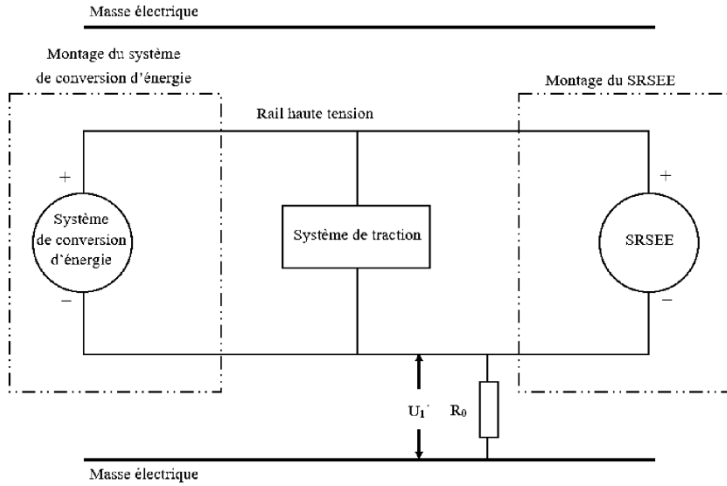 Masse électrique
Montage du système
de conversion d'énergie
Montage du SRSEE
Rail haute tension
+
+
Système
de conversion
d'énergie
Système de traction
SRSEE
−
−
U₁'
R₀
Masse électrique